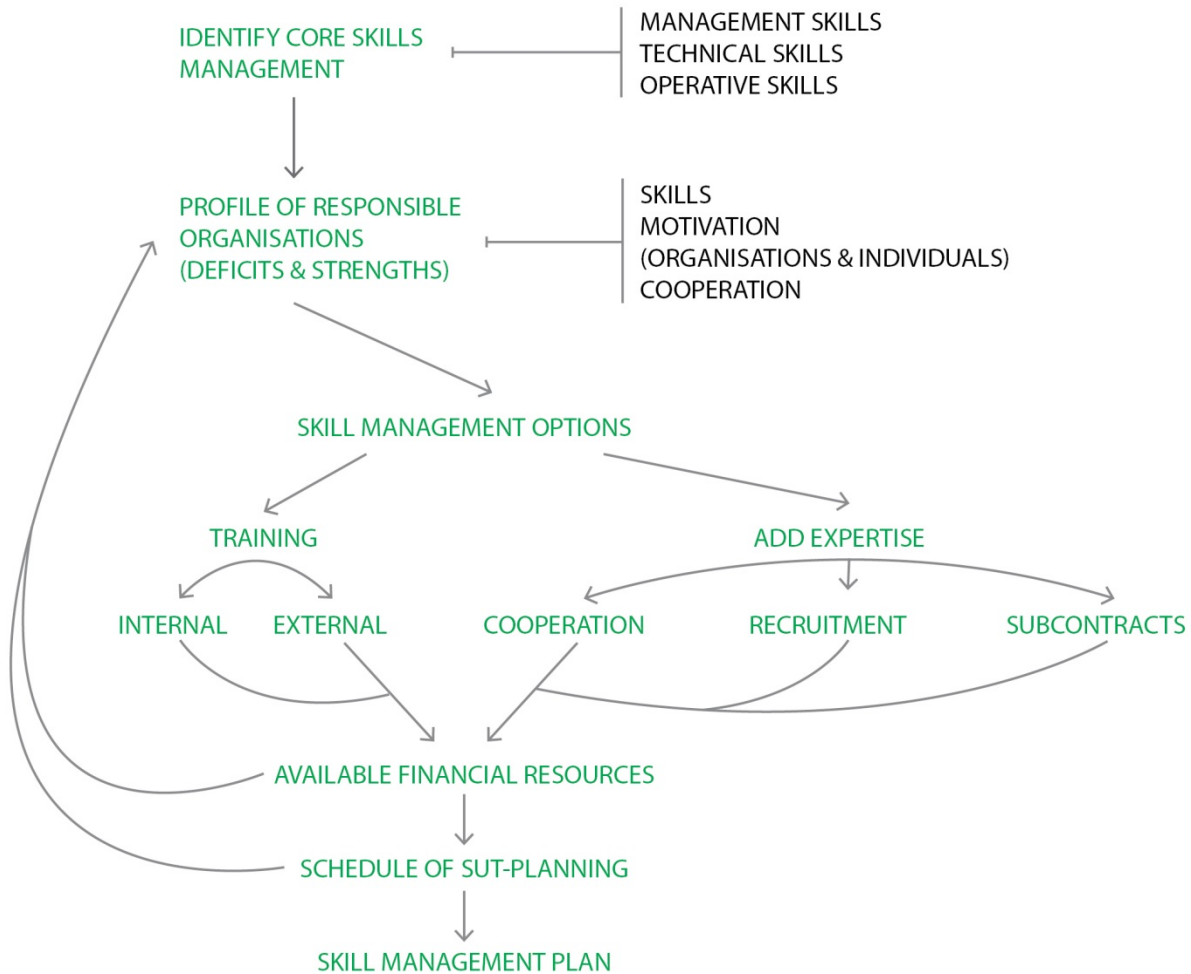 IDENTIFY CORE SKILLS
MANAGEMENT
MANAGEMENT SKILLS
TECHNICAL SKILLS
OPERATIVE SKILLS
PROFILE OF RESPONSIBLE
ORGANISATIONS
(DEFICITS & STRENGTHS)
SKILLS
MOTIVATION
(ORGANISATIONS & INDIVIDUALS)
COOPERATION
SKILL MANAGEMENT OPTIONS
TRAINING
ADD EXPERTISE
INTERNAL
EXTERNAL
COOPERATION
RECRUITMENT
SUBCONTRACTS
AVAILABLE FINANCIAL RESOURCES
SCHEDULE OF SUT-PLANNING
SKILL MANAGEMENT PLAN